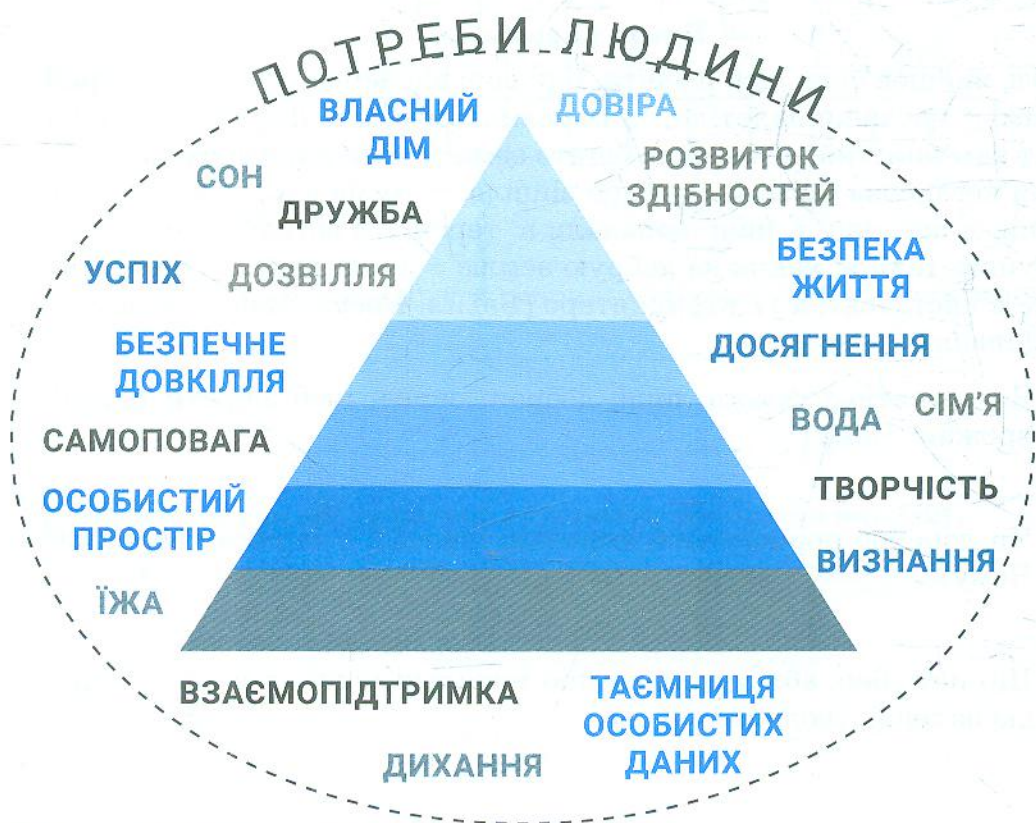 ПОТРЕБИ ЛЮДИНИ
ВЛАСНИЙ
ДІМ
ДОВІРА
СОН
РОЗВИТОК
ЗДІБНОСТЕЙ
ДРУЖБА
УСПІХ
ДОЗВІЛЛЯ
БЕЗПЕКА
ЖИТТЯ
БЕЗПЕЧНЕ
ДОВКІЛЛЯ
ДОСЯГНЕННЯ
ВОДА
СІМ'Я
САМОПОВАГА
ТВОРЧІСТЬ
ОСОБИСТИЙ
ПРОСТІР
ВИЗНАННЯ
ЇЖА
ВЗАЄМОПІДТРИМКА
ТАЄМНИЦЯ
ОСОБИСТИХ
ДАНИХ
ДИХАННЯ